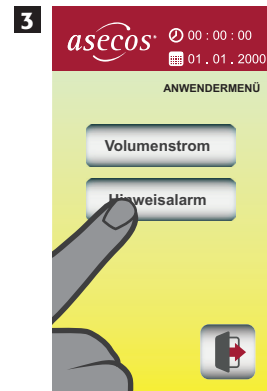 3
asecos
00 : 00 : 00
01 . 01 . 2000
ANWENDERMENÜ
Volumenstrom
Hinweisalarm